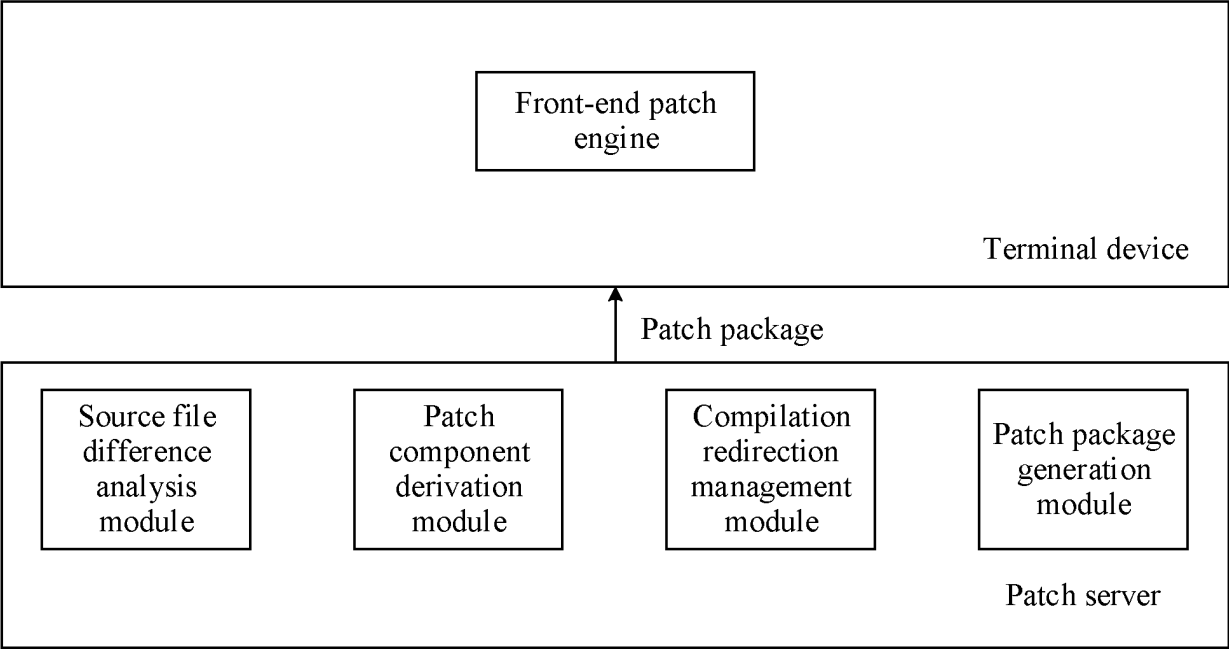 Front-end patch
engine
Terminal device
Patch package
Source file
difference
analysis
module
Patch
component
derivation
module
Compilation
redirection
management
module
Patch package
generation
module
Patch server